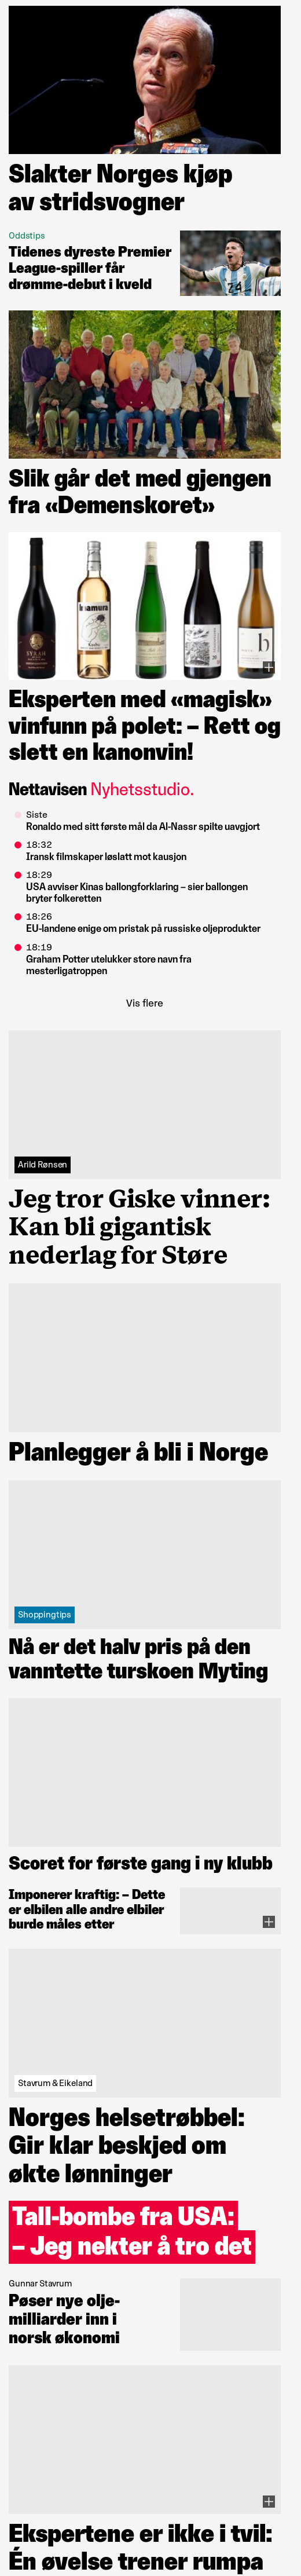 Slakter Norges kjøp
av stridsvogner
Oddstips
Tidenes dyreste Premier
League-spiller får
drømme-debut i kveld
Slik går det med gjengen
fra «Demenskoret»
Eksperten med «magisk»
vinfunn på polet: – Rett og
slett en kanonvin!
Nettavisen Nyhetsstudio.
Siste
Ronaldo med sitt første mål da Al-Nassr spilte uavgjort
18:32
Iransk filmskaper løslatt mot kausjon
18:29
USA avviser Kinas ballongforklaring – sier ballongen
bryter folkeretten
18:26
EU-landene enige om pristak på russiske oljeprodukter
18:19
Graham Potter utelukker store navn fra
mesterligatroppen
Vis flere
Arild Rønsen
Jeg tror Giske vinner:
Kan bli gigantisk
nederlag for Støre
Planlegger å bli i Norge
Shoppingtips
Nå er det halv pris på den
vanntette turskoen Myting
Scoret for første gang i ny klubb
Imponerer kraftig: – Dette
er elbilen alle andre elbiler
burde måles etter
Stavrum & Eikeland
Norges helsetrøbbel:
Gir klar beskjed om
økte lønninger
Tall-bombe fra USA:
– Jeg nekter å tro det
Gunnar Stavrum
Pøser nye olje-
milliarder inn i
norsk økonomi
Ekspertene er ikke i tvil:
Én øvelse trener rumpa